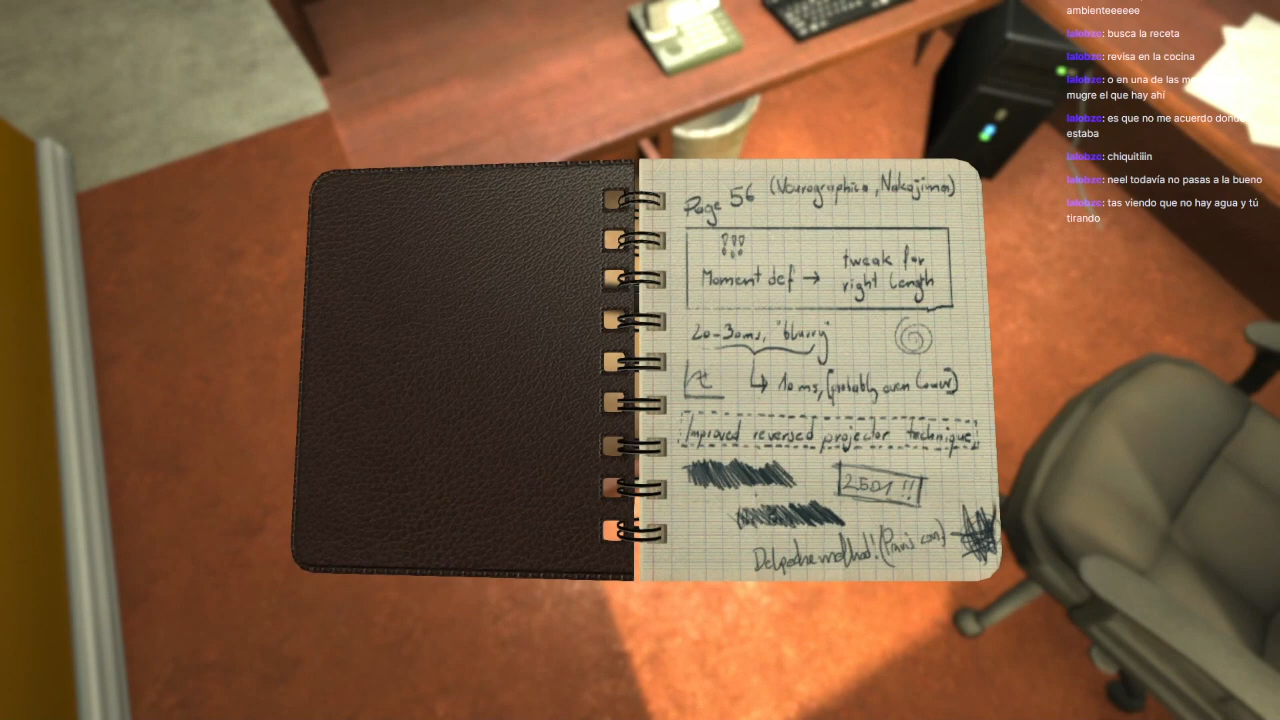 Page 56 (Neurographica, Nakajima)
???
Moment def → tweak for
right length
20-30ms, "blurry"
↳ 10 ms, (probably even lower)
Improved reversed projector technique
2501 !!
method! (Paris con)
ambienteeeeee
lalobzc: busca la receta
lalobzc: revisa en la cocina
lalobzc: o en una de las
mugre el que hay ahí
lalobzc: es que no me acuerdo
estaba
lalobzc: chiquitiiin
lalobzc: neel todavía no pasas a la bueno
lalobzc: tas viendo que no hay agua y tú
tirando